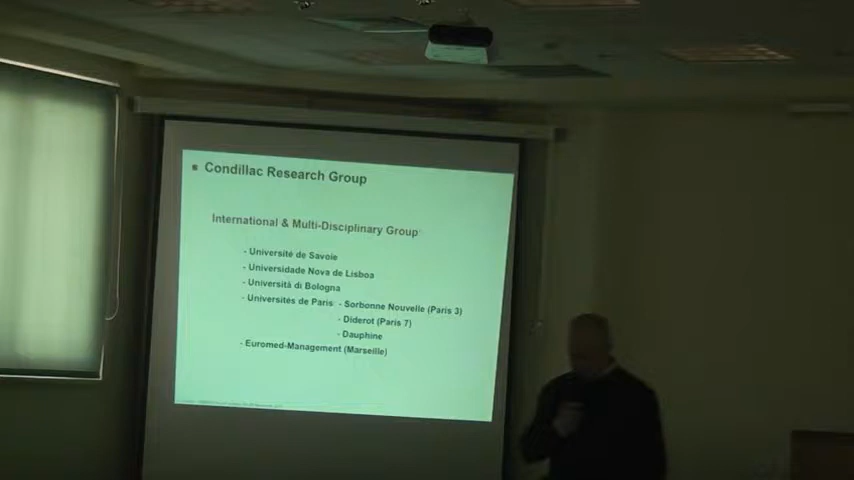 Condillac Research Group
International & Multi-Disciplinary Group
- Université de Savoie
- Universidade Nova de Lisboa
- Università di Bologna
- Universités de Paris - Sorbonne Nouvelle (Paris 3)
- Diderot (Paris 7)
- Dauphine
- Euromed-Management (Marseille)